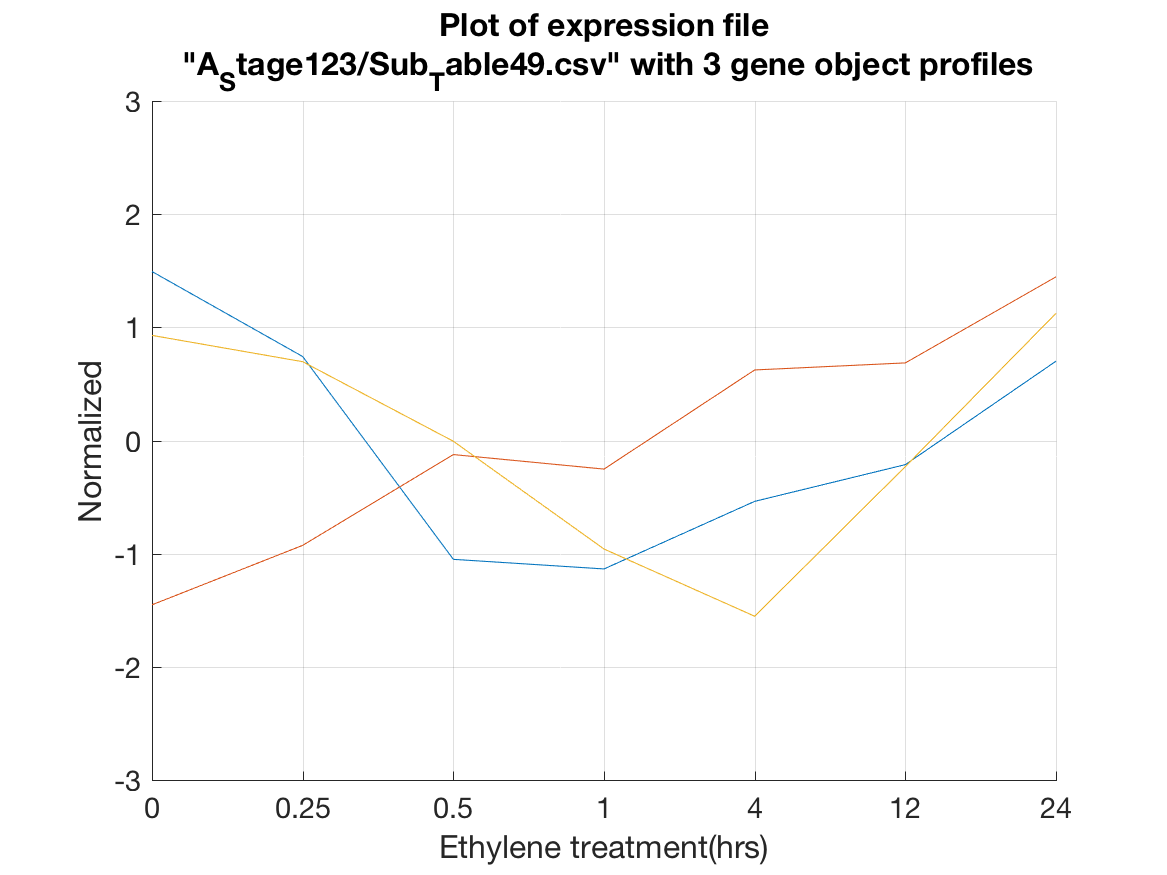 Plot of expression file
"AStage123/SubTable49.csv" with 3 gene object profiles
3
2
1
0
-1
-2
-3
Normalized
0 0.25 0.5 1 4 12 24
Ethylene treatment(hrs)